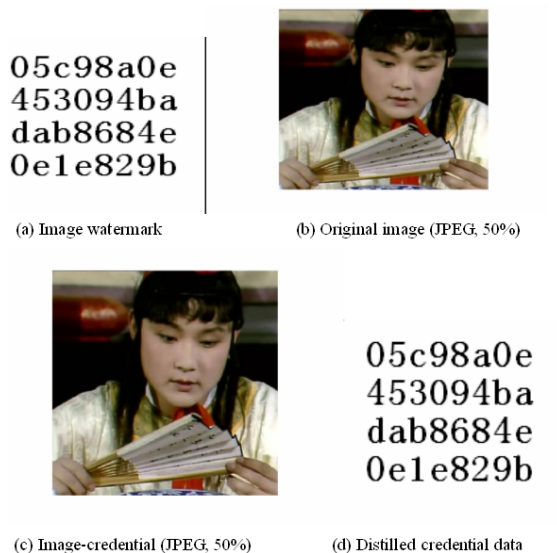 05c98a0e
453094ba
dab8684e
0e1e829b
(a) Image watermark
(b) Original image (JPEG, 50%)
05c98a0e
453094ba
dab8684e
0e1e829b
(c) Image-credential (JPEG, 50%)
(d) Distilled credential data